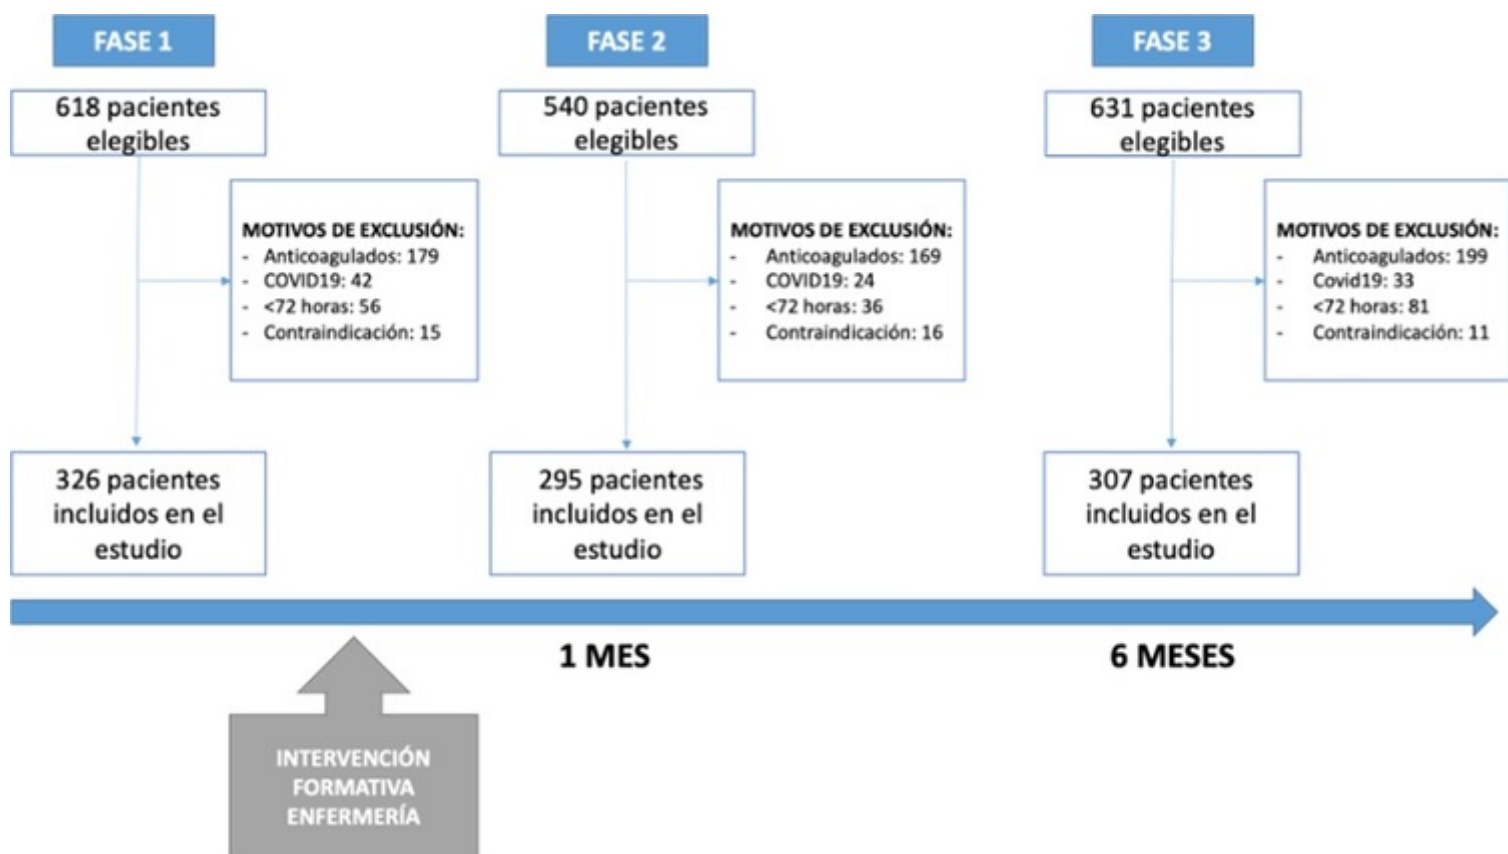 FASE 1
618 pacientes
elegibles
MOTIVOS DE EXCLUSIÓN:
- Anticoagulados: 179
- COVID19: 42
- <72 horas: 56
- Contraindicación: 15
326 pacientes
incluidos en el
estudio
FASE 2
540 pacientes
elegibles
MOTIVOS DE EXCLUSIÓN:
- Anticoagulados: 169
- COVID19: 24
- <72 horas: 36
- Contraindicación: 16
295 pacientes
incluidos en el
estudio
FASE 3
631 pacientes
elegibles
MOTIVOS DE EXCLUSIÓN:
- Anticoagulados: 199
- Covid19: 33
- <72 horas: 81
- Contraindicación: 11
307 pacientes
incluidos en el
estudio
1 MES
6 MESES
INTERVENCIÓN
FORMATIVA
ENFERMERÍA